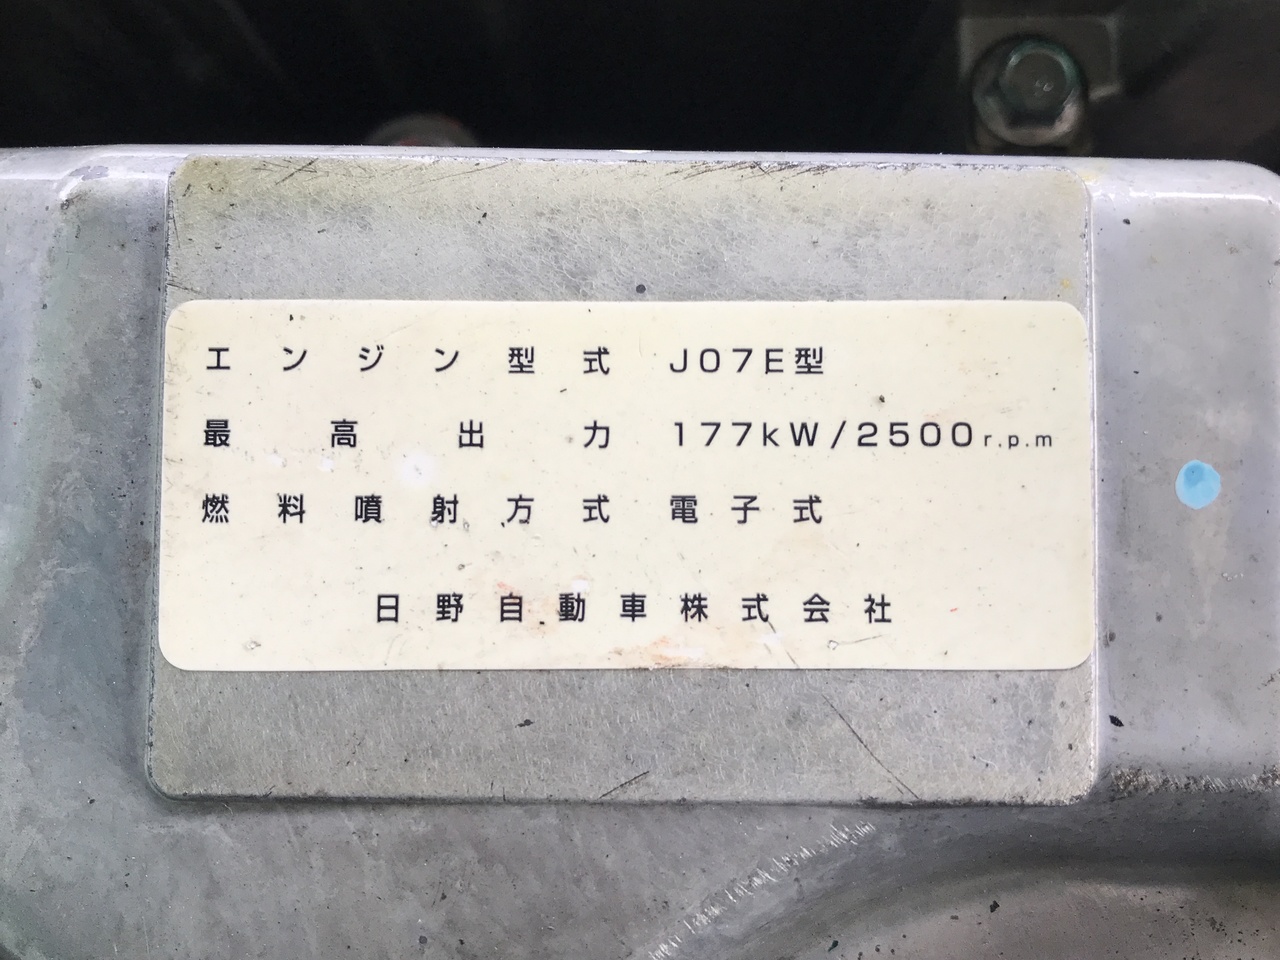 エンジン型式 J07E型
最高出力 177kW/2500r.p.m
燃料噴射方式 電子式
日野自動車株式会社